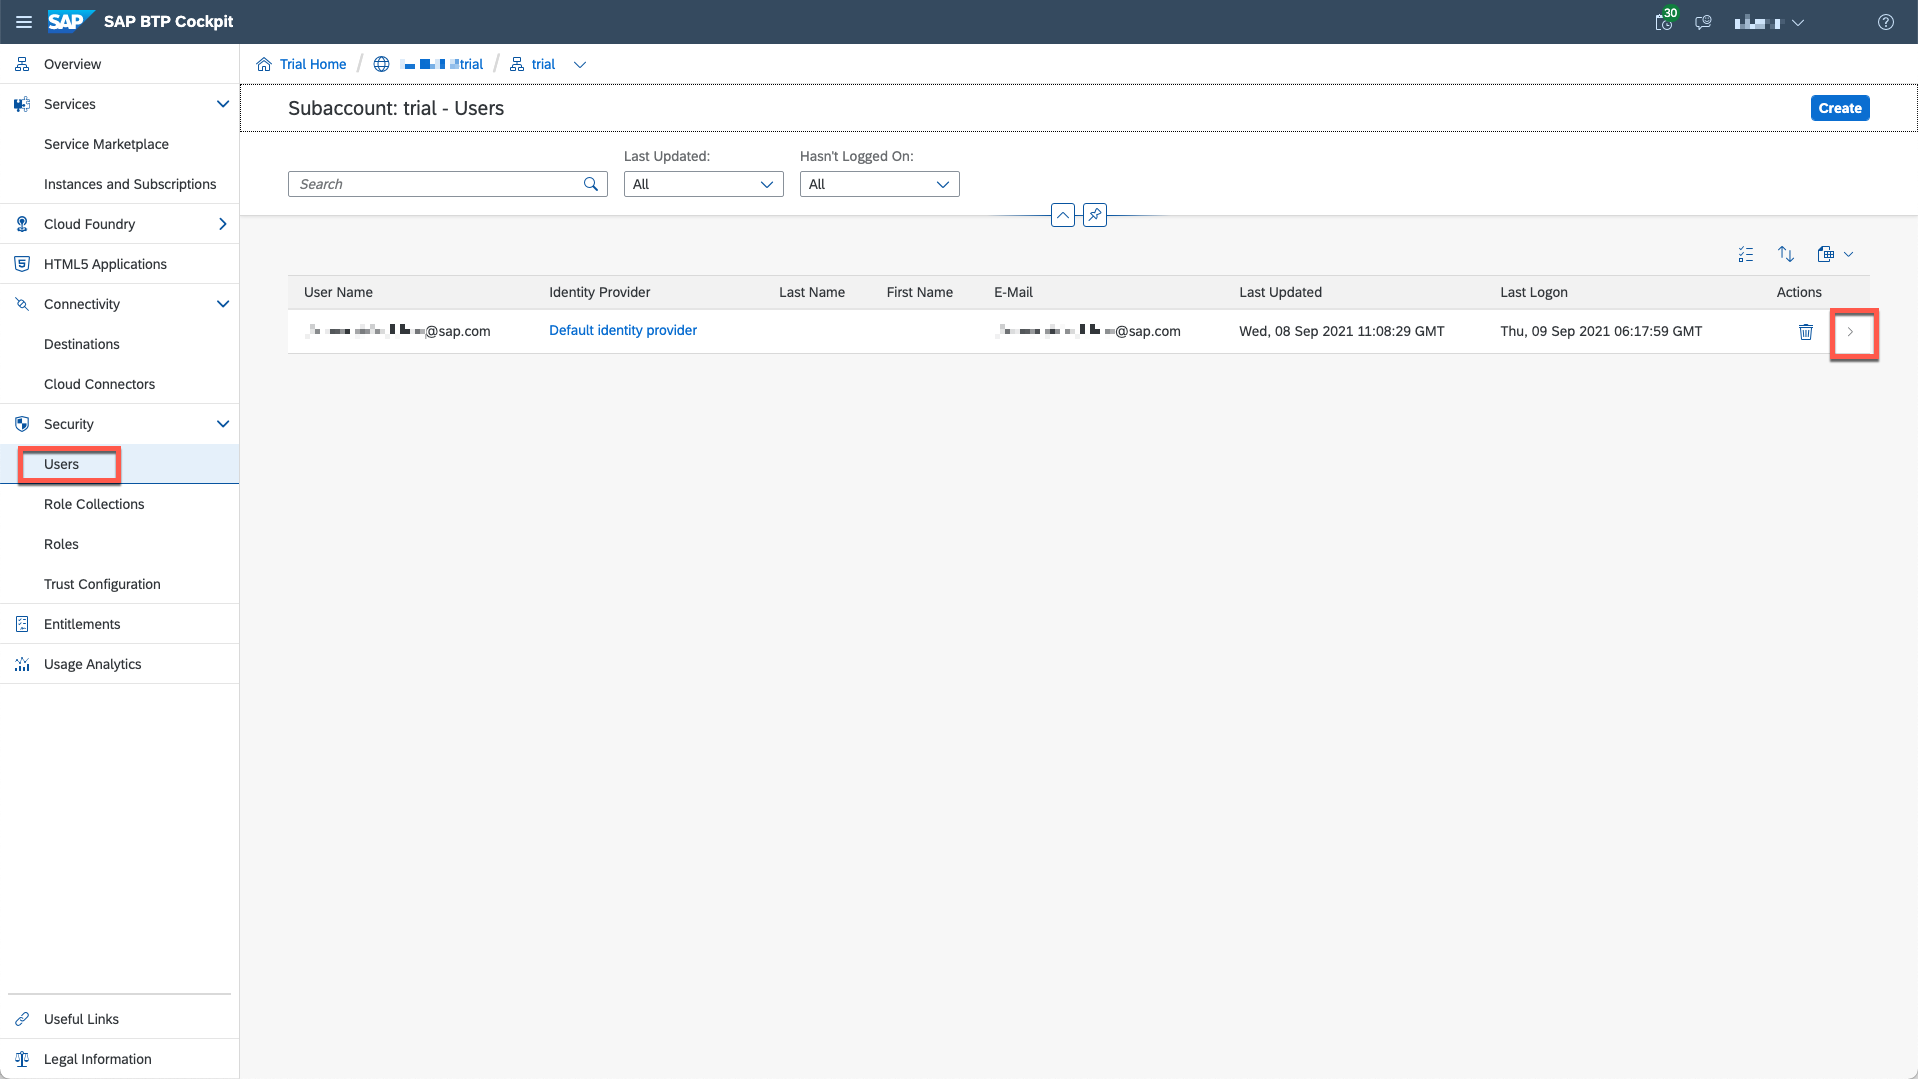 SAP SAP BTP Cockpit
30
Overview
Services
Service Marketplace
Instances and Subscriptions
Cloud Foundry
HTML5 Applications
Connectivity
Destinations
Cloud Connectors
Security
Users
Role Collections
Roles
Trust Configuration
Entitlements
Usage Analytics
Useful Links
Legal Information
Trial Home / trial / trial
Subaccount: trial - Users
Create
Last Updated:
Hasn't Logged On:
Search
All
All
User Name Identity Provider Last Name First Name E-Mail Last Updated Last Logon Actions
@sap.com Default identity provider @sap.com Wed, 08 Sep 2021 11:08:29 GMT Thu, 09 Sep 2021 06:17:59 GMT